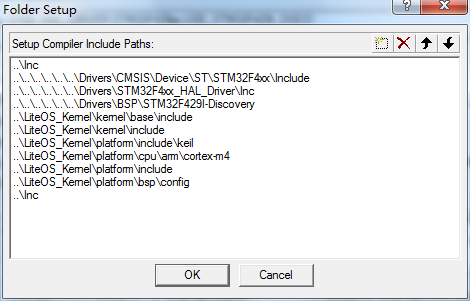 Folder Setup
?
Setup Compiler Include Paths:
..\Inc
..\..\..\..\..\..\Drivers\CMSIS\Device\ST\STM32F4xx\Include
..\..\..\..\..\..\Drivers\STM32F4xx_HAL_Driver\Inc
..\..\..\..\..\..\Drivers\BSP\STM32F429I-Discovery
..\LiteOS_Kernel\kernel\base\include
..\LiteOS_Kernel\kernel\include
..\LiteOS_Kernel\platform\include\keil
..\LiteOS_Kernel\platform\cpu\arm\cortex-m4
..\LiteOS_Kernel\platform\include
..\LiteOS_Kernel\platform\bsp\config
..\Inc
OK Cancel